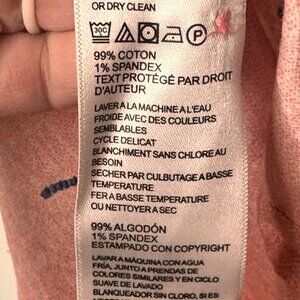 OR DRY CLEAN
30C
P
99% COTTON
1% SPANDEX
TEXT PROTÉGÉ PAR DROIT
D'AUTEUR
LAVER A LA MACHINE A L'EAU
FROIDE AVEC DES COULEURS
SEMBLABLES
CYCLE DELICAT
BLANCHIMENT SANS CHLORE AU
BESOIN
SECHER PAR CULBUTAGE A BASSE
TEMPERATURE
FER A BASSE TEMPERATURE
OU NETTOYER A SEC
99% ALGODÓN
1% SPANDEX
ESTAMPADO CON COPYRIGHT
LAVAR A MÁQUINA CON AGUA
FRÍA, JUNTO A PRENDAS DE
COLORES SIMILARES Y EN CICLO
SUAVE DE LAVADO
BLANQUEADOR SIN CLORO, SI ES